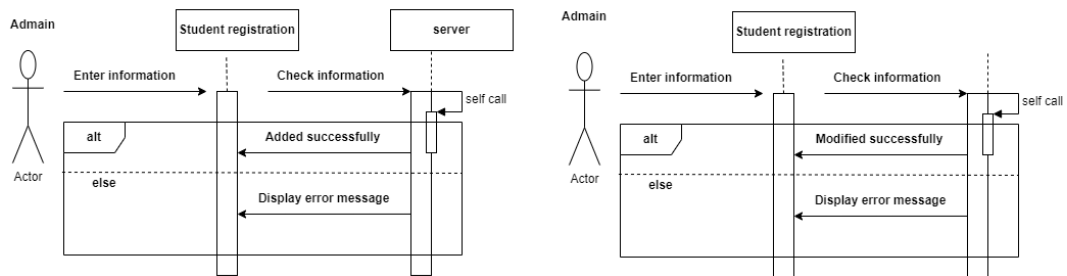 Admain
Student registration
server
Enter information
Check information
self call
alt
Added successfully
Actor
else
Display error message
Admain
Student registration
Enter information
Check information
self call
alt
Modified successfully
Actor
else
Display error message